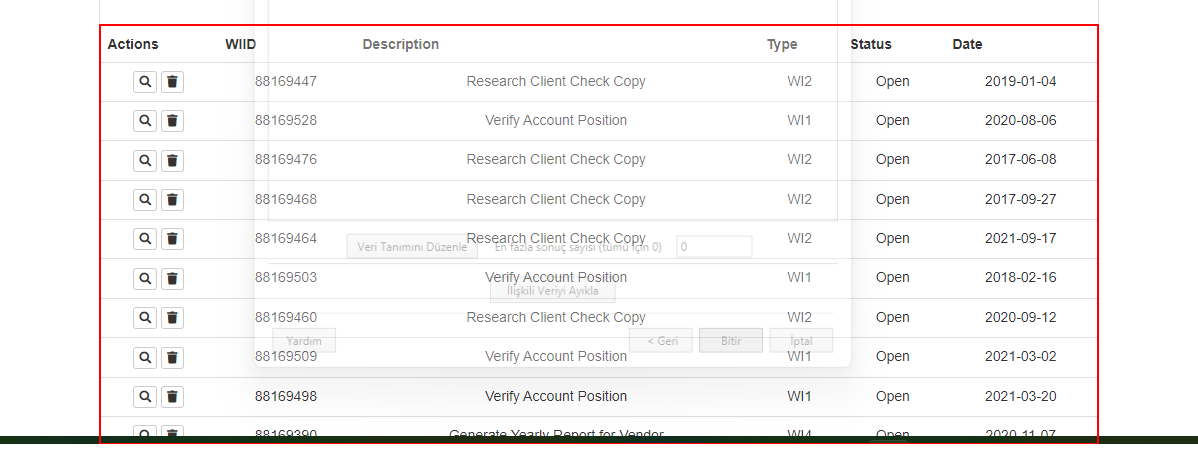 Actions WIID Description Type Status Date
88169447 Research Client Check Copy WI2 Open 2019-01-04
88169528 Verify Account Position WI1 Open 2020-08-06
88169476 Research Client Check Copy WI2 Open 2017-06-08
88169468 Research Client Check Copy WI2 Open 2017-09-27
88169464 Research Client Check Copy WI2 Open 2021-09-17
Veri Tanımını Düzenle En fazla sonuç sayısı (tümü için 0) 0
88169503 Verify Account Position WI1 Open 2018-02-16
İlişkili Veriyi Ayıkla
88169460 Research Client Check Copy WI2 Open 2020-09-12
Yardım < Geri Bitir İptal
88169509 Verify Account Position WI1 Open 2021-03-02
88169498 Verify Account Position WI1 Open 2021-03-20
88169390 Generate Yearly Report for Vendor WI4 Open 2020-11-07